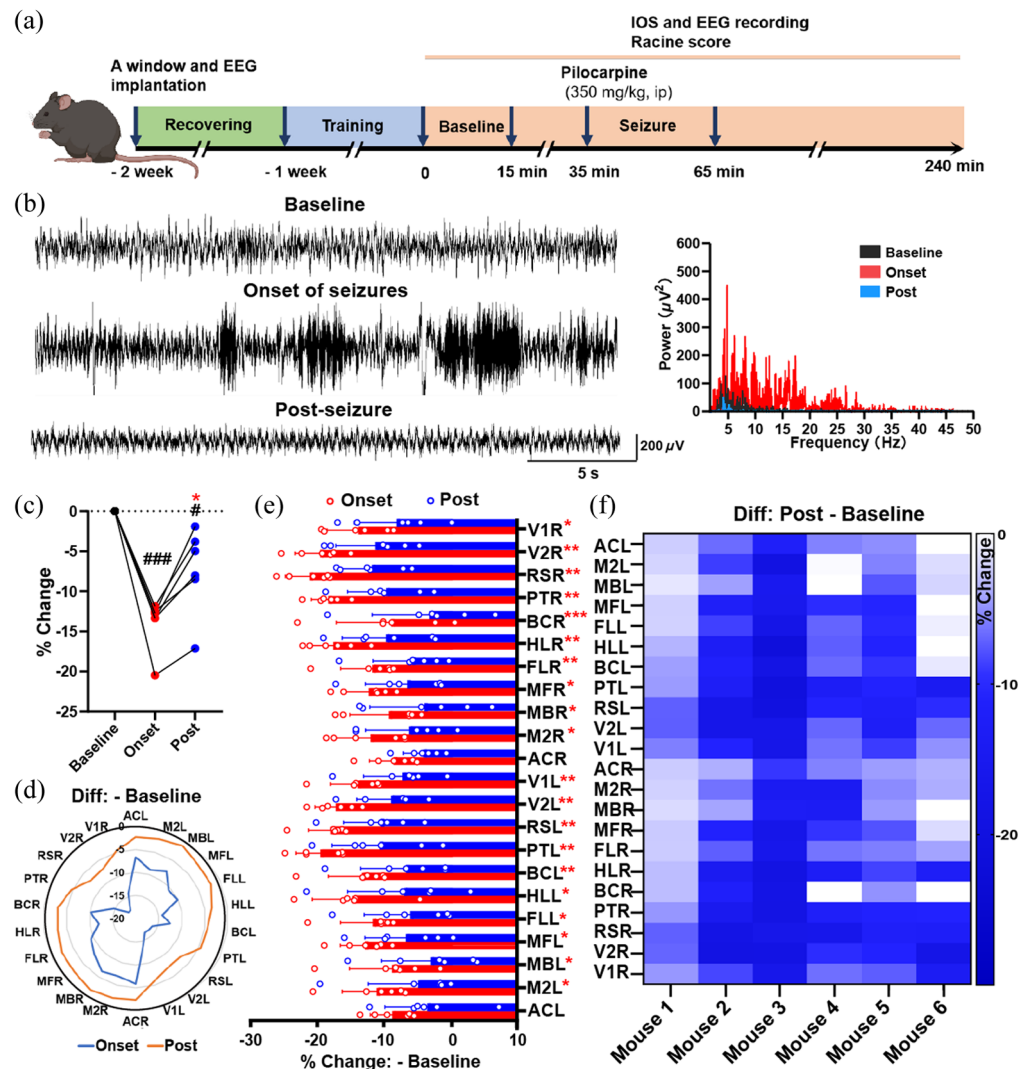 (a)
IOS and EEG recording
Racine score
A window and EEG
implantation
Pilocarpine
(350 mg/kg, ip)
Recovering
Training
Baseline
Seizure
- 2 week
- 1 week
0
15 min
35 min
65 min
240 min
(b)
Baseline
Onset of seizures
Post-seizure
200 μV
5 s
Power (μV²)
600
500
400
300
200
100
0
Baseline
Onset
Post
5 10 15 20 25 30 35 40 45 50
Frequency (Hz)
(c)
% Change
0
-5
-10
-15
-20
-25
###
*
#
Baseline
Onset
Post
(d)
Diff: - Baseline
ACL
M2L
MBL
MFL
FLL
HLL
BCL
PTL
RSL
V2L
V1L
ACR
M2R
MBR
MFR
FLR
HLR
BCR
PTR
RSR
V2R
V1R
0
-5
-10
-15
-20
Onset
Post
(e)
Onset
Post
V1R*
V2R**
RSR**
PTR**
BCR***
HLR**
FLR**
MFR*
MBR*
M2R*
ACR
V1L**
V2L**
RSL**
PTL**
BCL**
HLL*
FLL*
MFL*
MBL*
M2L*
ACL
-30 -20 -10 0 10
% Change: - Baseline
(f)
Diff: Post - Baseline
ACL
M2L
MBL
MFL
FLL
HLL
BCL
PTL
RSL
V2L
V1L
ACR
M2R
MBR
MFR
FLR
HLR
BCR
PTR
RSR
V2R
V1R
Mouse 1
Mouse 2
Mouse 3
Mouse 4
Mouse 5
Mouse 6
0
-10
-20
% Change